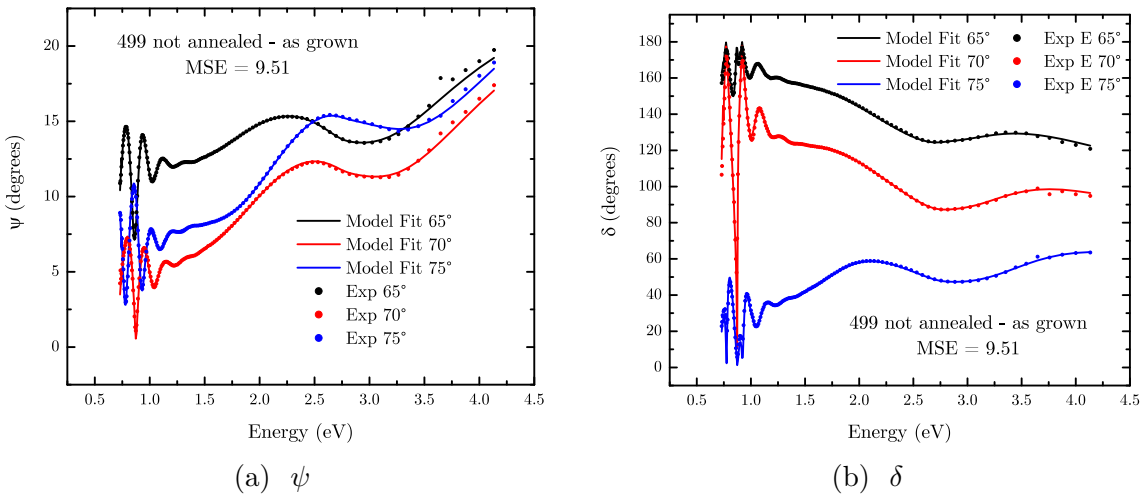 499 not annealed - as grown
MSE = 9.51
ψ (degrees)
20
15
10
5
0
Model Fit 65°
Model Fit 70°
Model Fit 75°
Exp 65°
Exp 70°
Exp 75°
0.5 1.0 1.5 2.0 2.5 3.0 3.5 4.0 4.5
Energy (eV)
(a) ψ
Model Fit 65° Exp E 65°
Model Fit 70° Exp E 70°
Model Fit 75° Exp E 75°
δ (degrees)
180
160
140
120
100
80
60
40
20
0
499 not annealed - as grown
MSE = 9.51
0.5 1.0 1.5 2.0 2.5 3.0 3.5 4.0 4.5
Energy (eV)
(b) δ